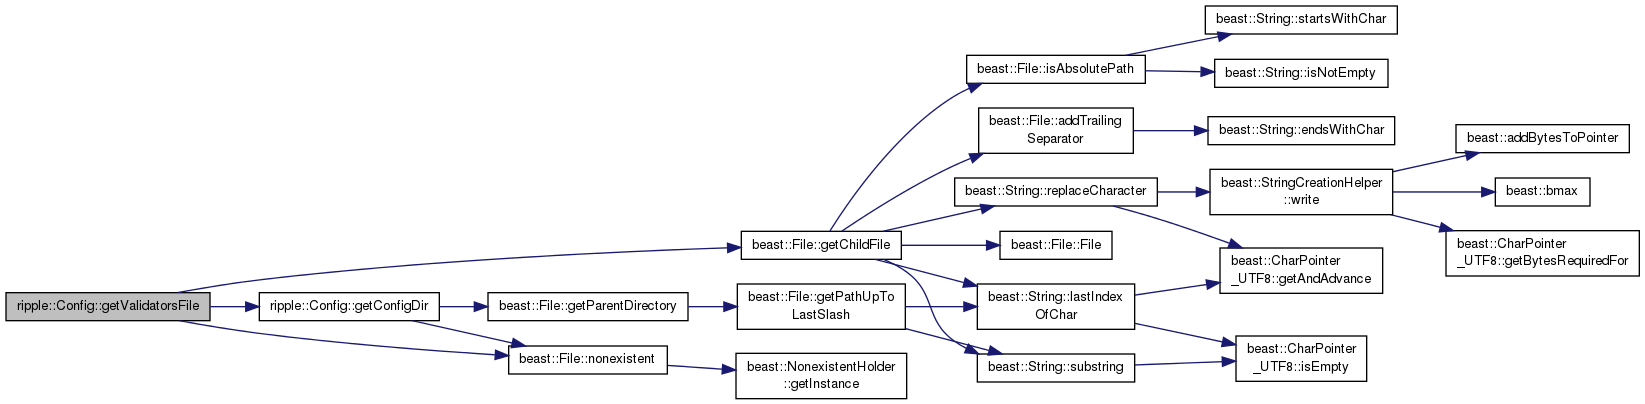 beast::String::startsWithChar
beast::File::isAbsolutePath
beast::String::isNotEmpty
beast::File::addTrailing
Separator
beast::String::endsWithChar
beast::addBytesToPointer
beast::String::replaceCharacter
beast::StringCreationHelper
::write
beast::bmax
beast::File::getChildFile
beast::File::File
beast::CharPointer
_UTF8::getBytesRequiredFor
beast::CharPointer
_UTF8::getAndAdvance
ripple::Config::getValidatorsFile
ripple::Config::getConfigDir
beast::File::getParentDirectory
beast::File::getPathUpTo
LastSlash
beast::String::lastIndex
OfChar
beast::File::nonexistent
beast::NonexistentHolder
::getInstance
beast::String::substring
beast::CharPointer
_UTF8::isEmpty